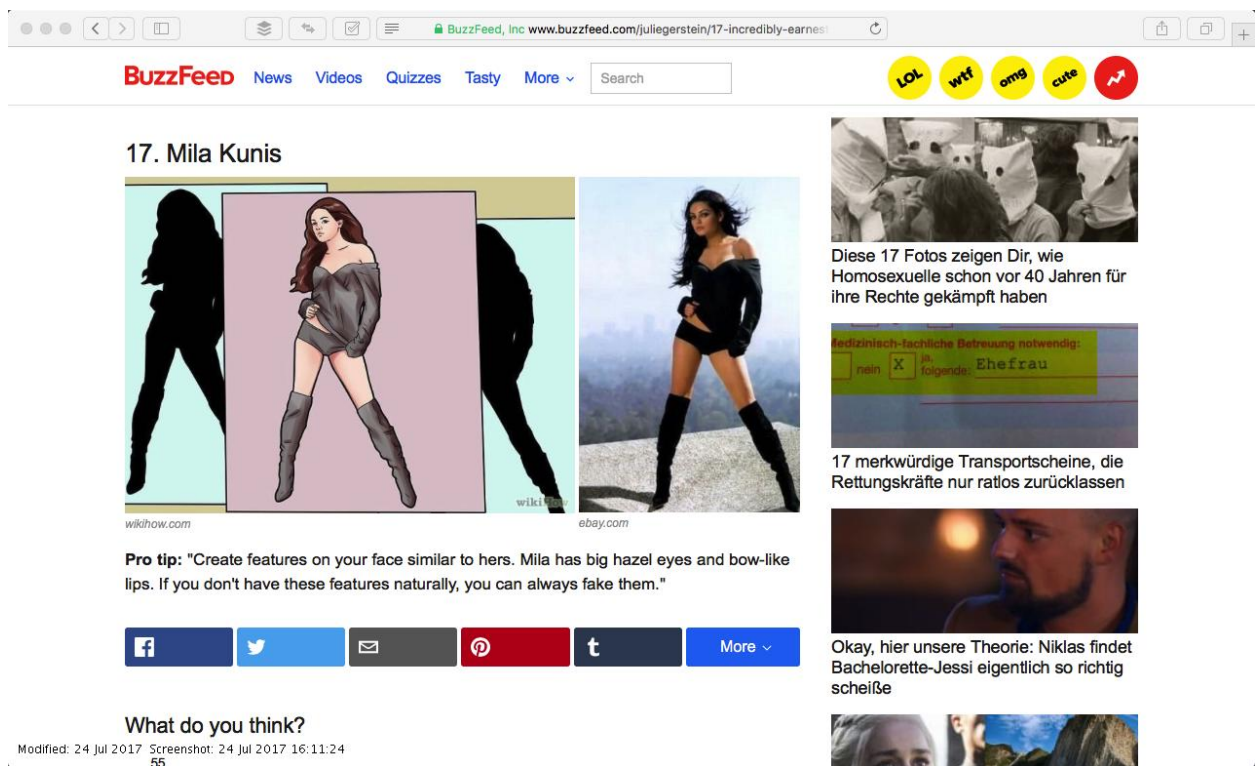 BuzzFeed, Inc www.buzzfeed.com/juliegerstein/17-incredibly-earnes
BuzzFeed News Videos Quizzes Tasty More Search LOL wtf omg cute
17. Mila Kunis
wikiHow
wikihow.com ebay.com
Pro tip: "Create features on your face similar to hers. Mila has big hazel eyes and bow-like
lips. If you don't have these features naturally, you can always fake them."
More
What do you think?
Diese 17 Fotos zeigen Dir, wie
Homosexuelle schon vor 40 Jahren für
ihre Rechte gekämpft haben
Medizinisch-fachliche Betreuung notwendig:
nein X ja, folgende: Ehefrau
17 merkwürdige Transportscheine, die
Rettungskräfte nur ratlos zurücklassen
Okay, hier unsere Theorie: Niklas findet
Bachelorette-Jessi eigentlich so richtig
scheiße
Modified: 24 Jul 2017 Screenshot: 24 Jul 2017 16:11:24
55